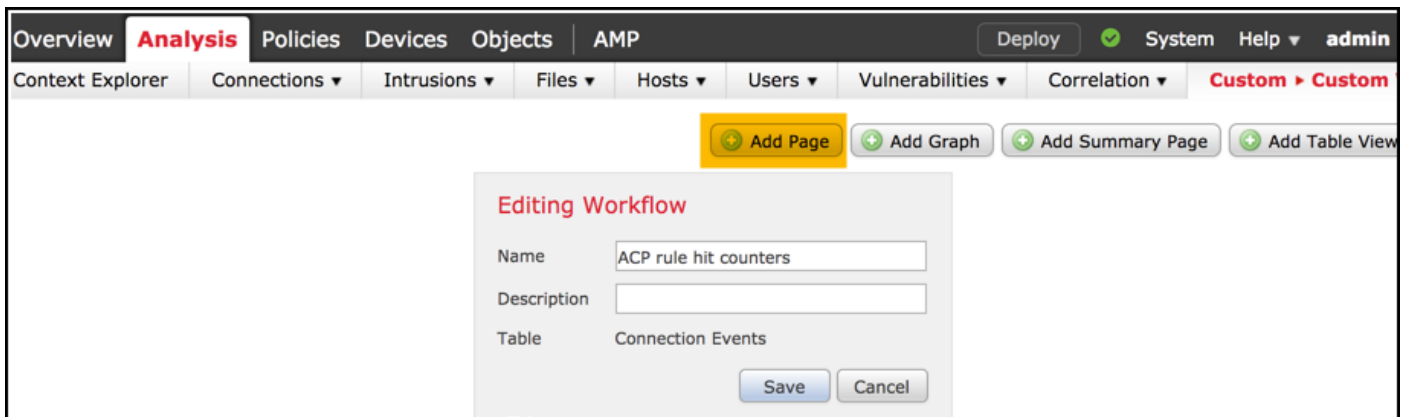 Overview Analysis Policies Devices Objects AMP Deploy System Help ▾ admin
Context Explorer Connections ▾ Intrusions ▾ Files ▾ Hosts ▾ Users ▾ Vulnerabilities ▾ Correlation ▾ Custom ▸ Custom
Add Page Add Graph Add Summary Page Add Table View
Editing Workflow
Name ACP rule hit counters
Description
Table Connection Events
Save Cancel